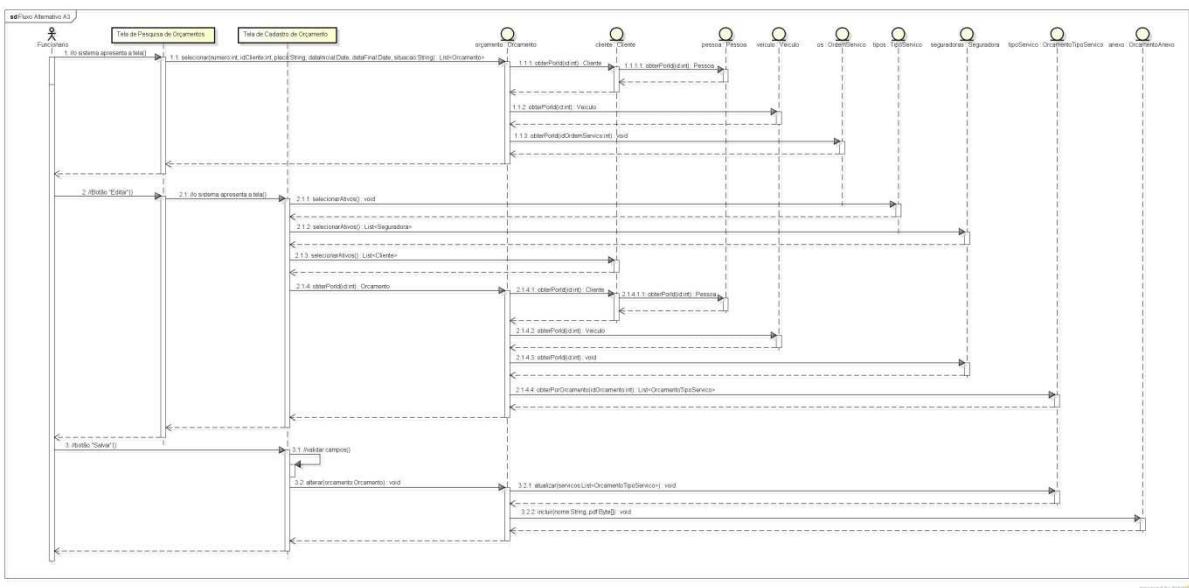 sd Fluxo Alternativo A3
Tela de Pesquisa de Orçamentos
Tela de Cadastro de Orçamento
Funcionário
orçamento : Orcamento
cliente : Cliente
pessoa : Pessoa
veiculo : Veiculo
os : OrdemServico
tipos : TipoServico
seguradoras : Seguradora
tipoServico : OrçamentoTipoServico
anexo : OrcamentoAnexo
1: //o sistema apresenta a tela()
1.1: selecionar(numero:int, idCliente:int, placa:String, dataInicial:Date, dataFinal:Date, situacao:String) : List<Orcamento>
1.1.1: obterPorId(id:int) : Cliente
1.1.1.1: obterPorId(id:int) : Pessoa
1.1.2: obterPorId(id:int) : Veiculo
1.1.3: obterPorId(idOrdemServico:int) : void
2: //Botão "Editar"()
2.1: //o sistema apresenta a tela()
2.1.1: selecionarAtivos() : void
2.1.2: selecionarAtivos() : List<Seguradora>
2.1.3: selecionarAtivos() : List<Cliente>
2.1.4: obterPorId(id:int) : Orcamento
2.1.4.1: obterPorId(id:int) : Cliente
2.1.4.1.1: obterPorId(id:int) : Pessoa
2.1.4.2: obterPorId(id:int) : Veiculo
2.1.4.3: obterPorId(id:int) : void
2.1.4.4: obterPorOrcamento(idOrcamento:int) : List<OrcamentoTipoServico>
3: //botão "Salvar"()
3.1: //validar campos()
3.2: alterar(orcamento:Orcamento) : void
3.2.1: atualizar(servicos:List<OrcamentoTipoServico>) : void
3.2.2: incluir(nome:String, pdf:Byte[]) : void